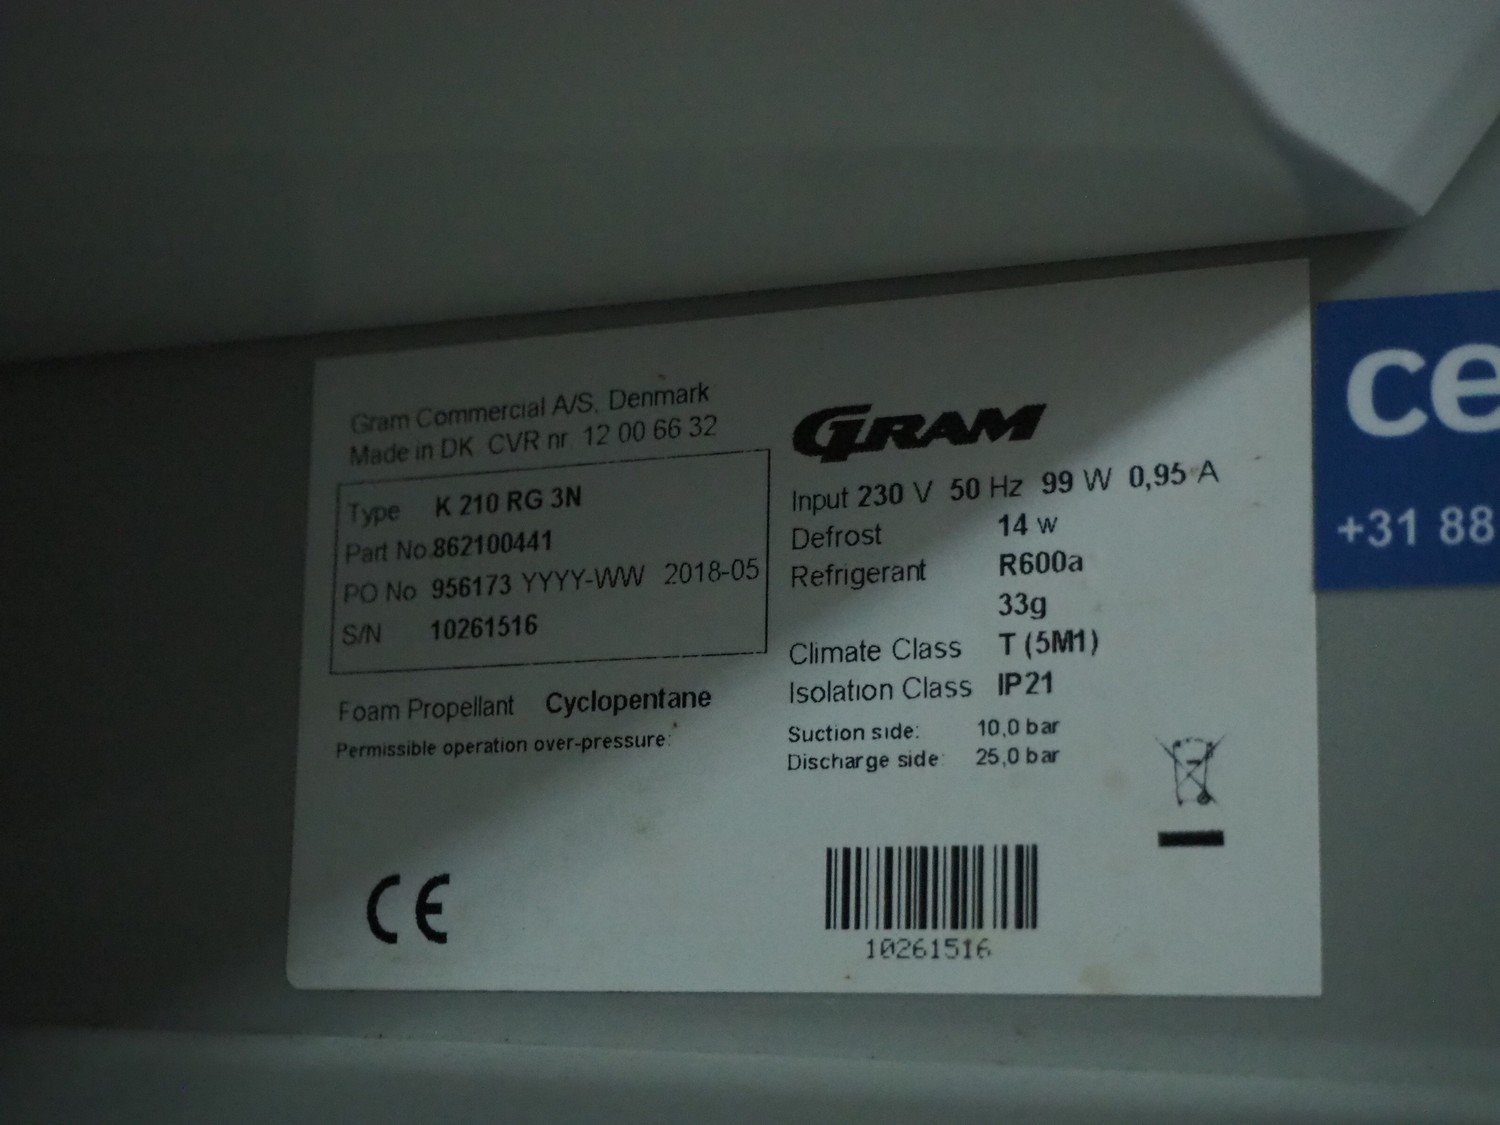 Gram Commercial A/S, Denmark
Made in DK CVR nr. 12 00 66 32
Type K 210 RG 3N
Part No. 862100441
PO No 956173 YYYY-WW 2018-05
S/N 10261516
Foam Propellant Cyclopentane
Permissible operation over-pressure:
GRAM
Input 230 V 50 Hz 99 W 0,95 A
Defrost 14 w
Refrigerant R600a
33g
Climate Class T (5M1)
Isolation Class IP21
Suction side: 10,0 bar
Discharge side: 25,0 bar
CE
10261516
ce
+31 88